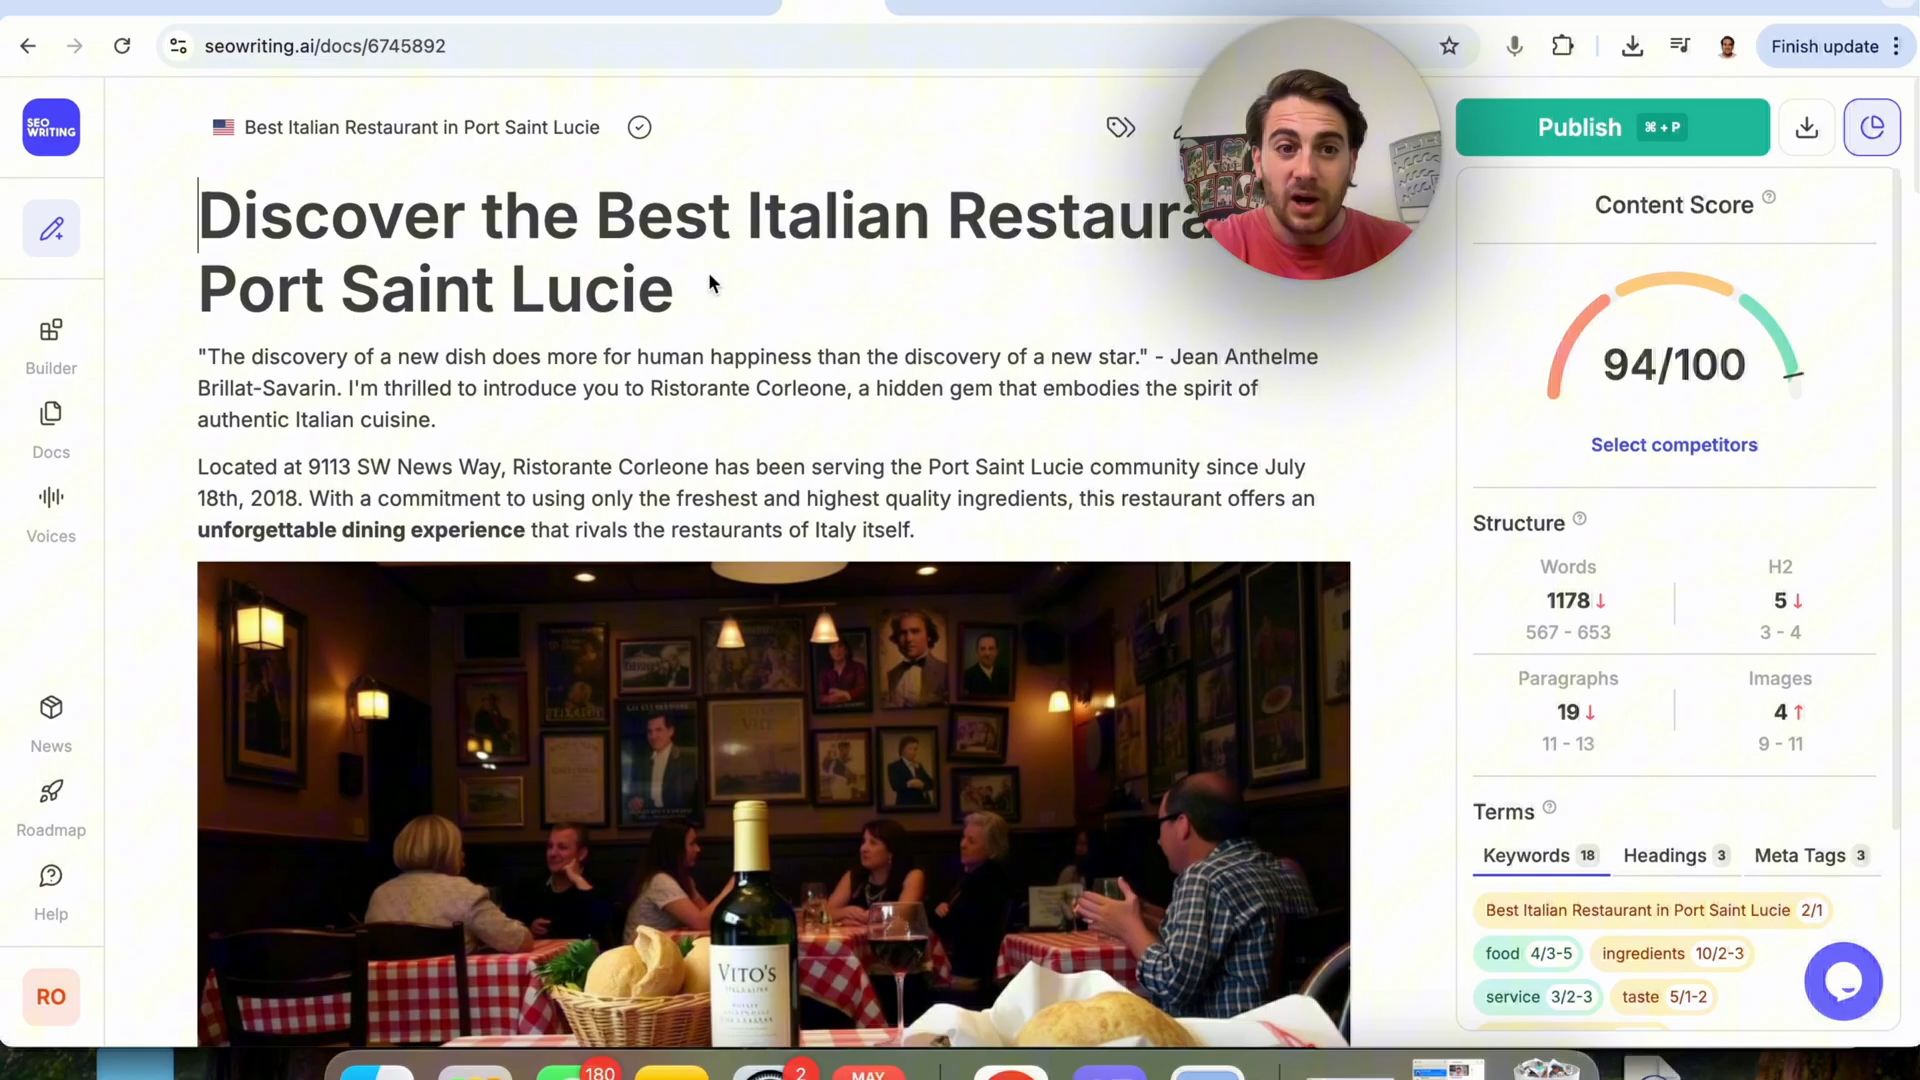 seowriting.ai/docs/6745892
Finish update
SEO
WRITING
Best Italian Restaurant in Port Saint Lucie
Publish ⌘ + P
Discover the Best Italian Restaura
Port Saint Lucie
"The discovery of a new dish does more for human happiness than the discovery of a new star." - Jean Anthelme
Brillat-Savarin. I'm thrilled to introduce you to Ristorante Corleone, a hidden gem that embodies the spirit of
authentic Italian cuisine.
Located at 9113 SW News Way, Ristorante Corleone has been serving the Port Saint Lucie community since July
18th, 2018. With a commitment to using only the freshest and highest quality ingredients, this restaurant offers an
unforgettable dining experience that rivals the restaurants of Italy itself.
VITO'S
Builder
Docs
Voices
News
Roadmap
Help
RO
Content Score
94/100
Select competitors
Structure
Words H2
1178↓ 5↓
567 - 653 3 - 4
Paragraphs Images
19↓ 4↑
11 - 13 9 - 11
Terms
Keywords 18 Headings 3 Meta Tags 3
Best Italian Restaurant in Port Saint Lucie 2/1
food 4/3-5 ingredients 10/2-3
service 3/2-3 taste 5/1-2
180
2
MAY